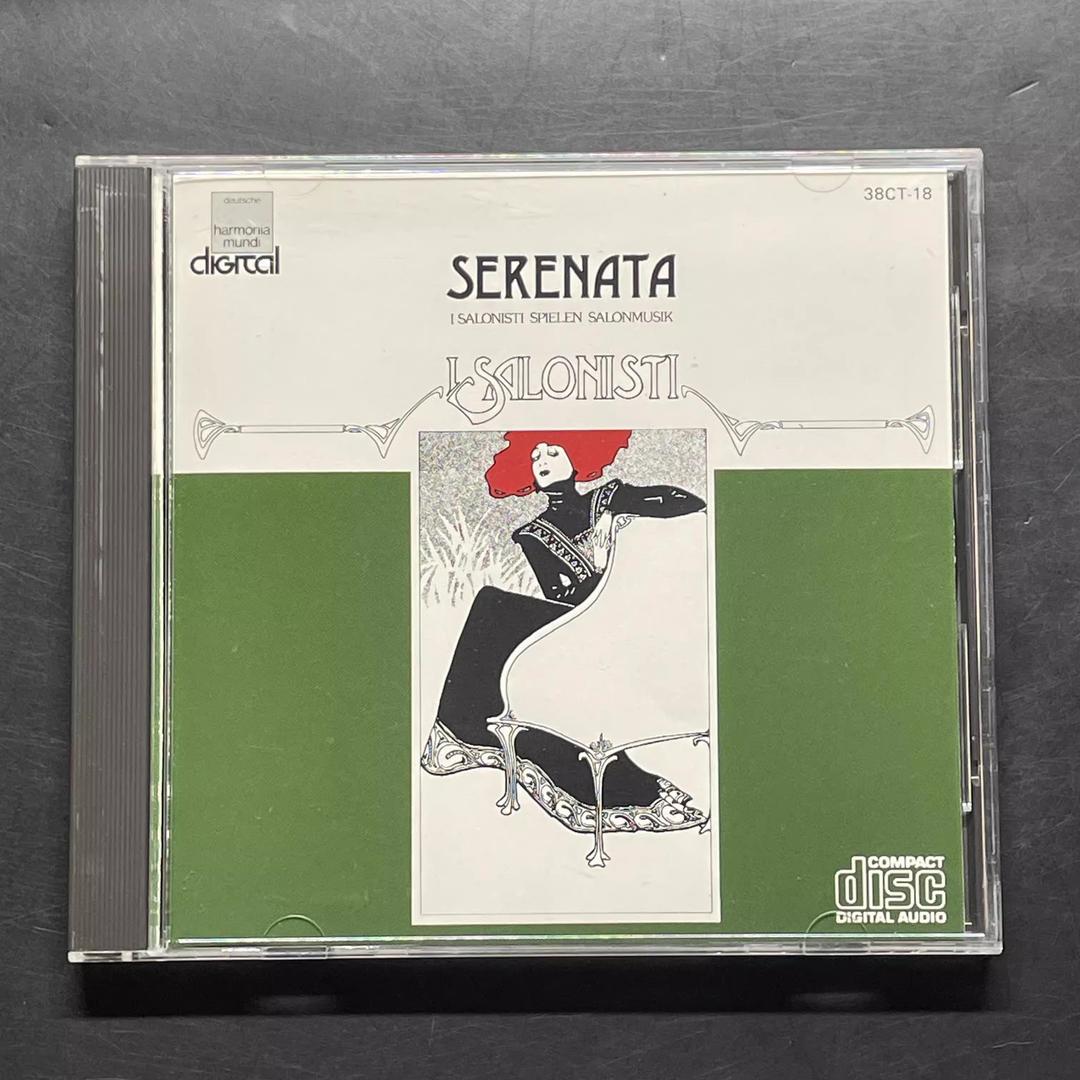 deutsche
harmonia
mundi
digital
38CT-18
SERENATA
I SALONISTI SPIELEN SALONMUSIK
I SALONISTI
COMPACT
disc
DIGITAL AUDIO